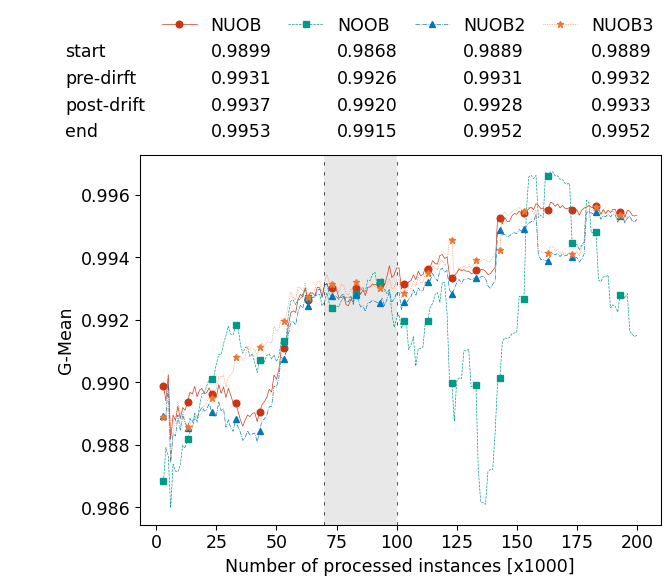 NUOB NOOB NUOB2 NUOB3
start 0.9899 0.9868 0.9889 0.9889
pre-dirft 0.9931 0.9926 0.9931 0.9932
post-drift 0.9937 0.9920 0.9928 0.9933
end 0.9953 0.9915 0.9952 0.9952
0.996
0.994
0.992
0.990
0.988
0.986
G-Mean
0 25 50 75 100 125 150 175 200
Number of processed instances [x1000]